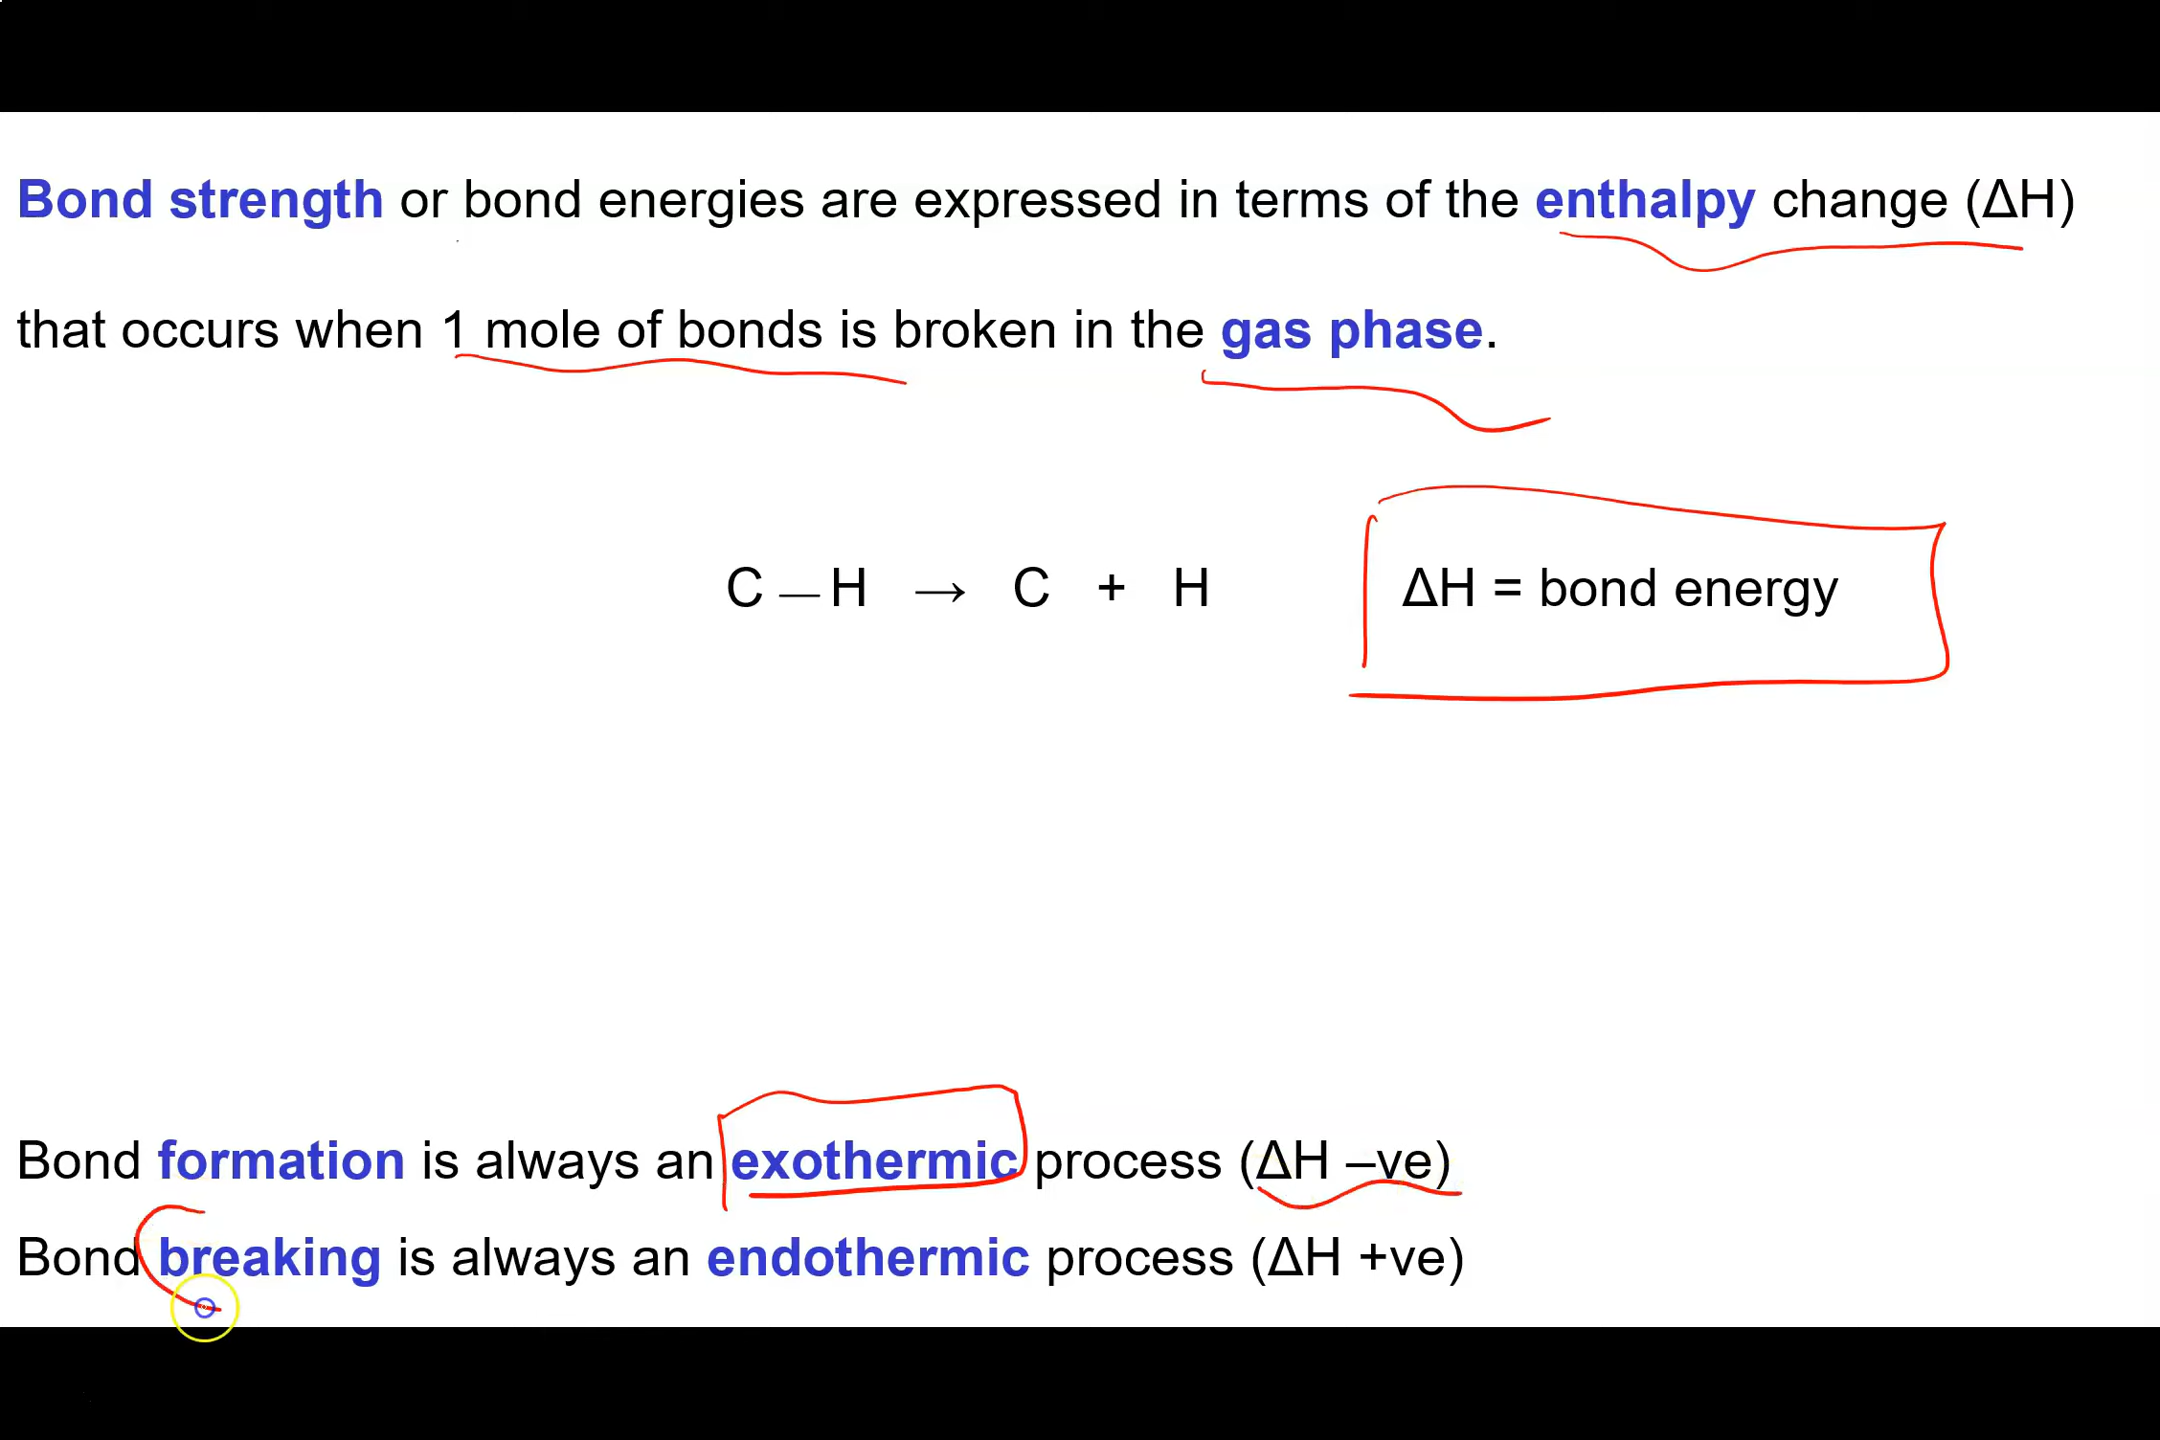 Bond strength or bond energies are expressed in terms of the enthalpy change (ΔH)
that occurs when 1 mole of bonds is broken in the gas phase.
C — H → C + H ΔH = bond energy
Bond formation is always an exothermic process (ΔH –ve)
Bond breaking is always an endothermic process (ΔH +ve)